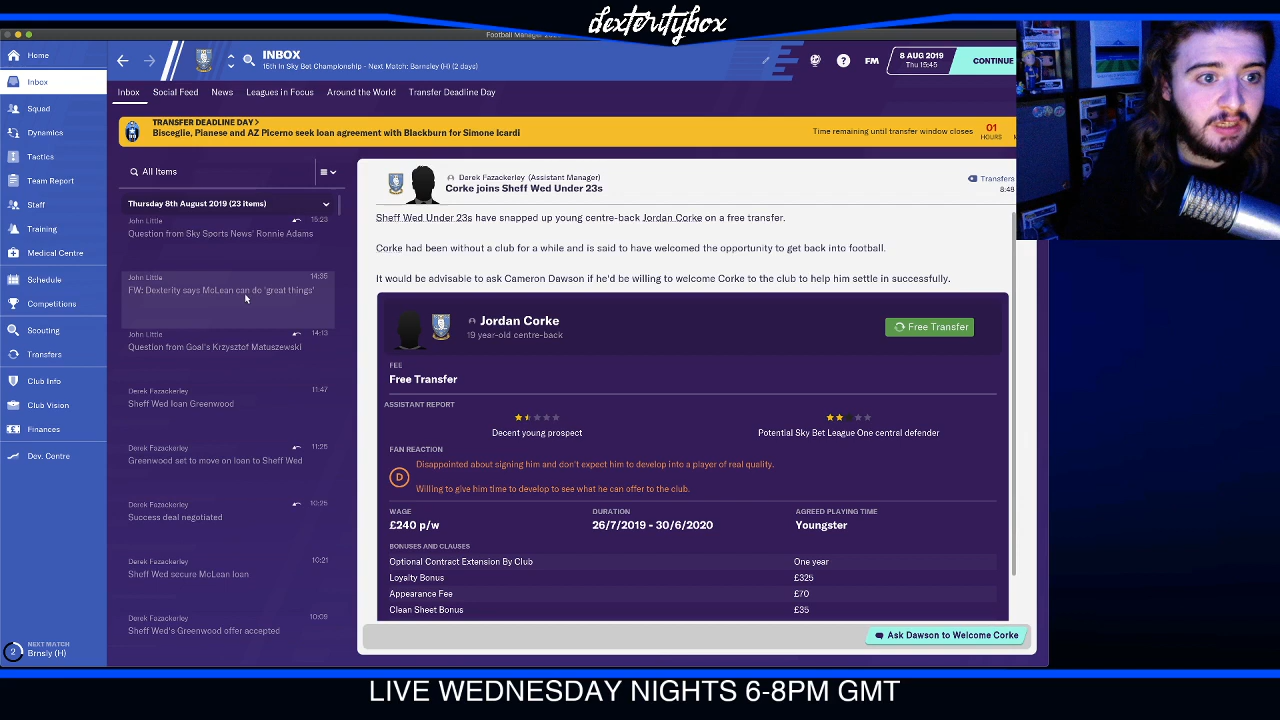 dexteritybox
Football Manager 20
Home
Inbox
Squad
Dynamics
Tactics
Team Report
Staff
Training
Medical Centre
Schedule
Competitions
Scouting
Transfers
Club Info
Club Vision
Finances
Dev. Centre
2
NEXT MATCH
Brnsly (H)
INBOX
15th In Sky Bet Championship - Next Match: Barnsley (H) (2 days)
?
FM
8 AUG 2019
Thu 15:45
CONTINUE
Inbox
Social Feed
News
Leagues in Focus
Around the World
Transfer Deadline Day
TRANSFER DEADLINE DAY >
Bisceglie, Pianese and AZ Picerno seek loan agreement with Blackburn for Simone Icardi
Time remaining until transfer window closes
01
HOURS
All Items
Thursday 8th August 2019 (23 items)
John Little
15:23
Question from Sky Sports News' Ronnie Adams
John Little
14:35
FW: Dexterity says McLean can do 'great things'
John Little
14:13
Question from Goal's Krzysztof Matuszewski
Derek Fazackerley
11:47
Sheff Wed loan Greenwood
Derek Fazackerley
11:25
Greenwood set to move on loan to Sheff Wed
Derek Fazackerley
10:25
Success deal negotiated
Derek Fazackerley
10:21
Sheff Wed secure McLean loan
Derek Fazackerley
10:09
Sheff Wed's Greenwood offer accepted
Derek Fazackerley (Assistant Manager)
Corke joins Sheff Wed Under 23s
Transfers
8:48
Sheff Wed Under 23s have snapped up young centre-back Jordan Corke on a free transfer.
Corke had been without a club for a while and is said to have welcomed the opportunity to get back into football.
It would be advisable to ask Cameron Dawson if he'd be willing to welcome Corke to the club to help him settle in successfully.
Jordan Corke
19 year-old centre-back
Free Transfer
FEE
Free Transfer
ASSISTANT REPORT
Decent young prospect
Potential Sky Bet League One central defender
FAN REACTION
D
Disappointed about signing him and don't expect him to develop into a player of real quality.
Willing to give him time to develop to see what he can offer to the club.
WAGE
DURATION
AGREED PLAYING TIME
£240 p/w
26/7/2019 - 30/6/2020
Youngster
BONUSES AND CLAUSES
Optional Contract Extension By Club
One year
Loyalty Bonus
£325
Appearance Fee
£70
Clean Sheet Bonus
£35
Ask Dawson to Welcome Corke
LIVE WEDNESDAY NIGHTS 6-8PM GMT